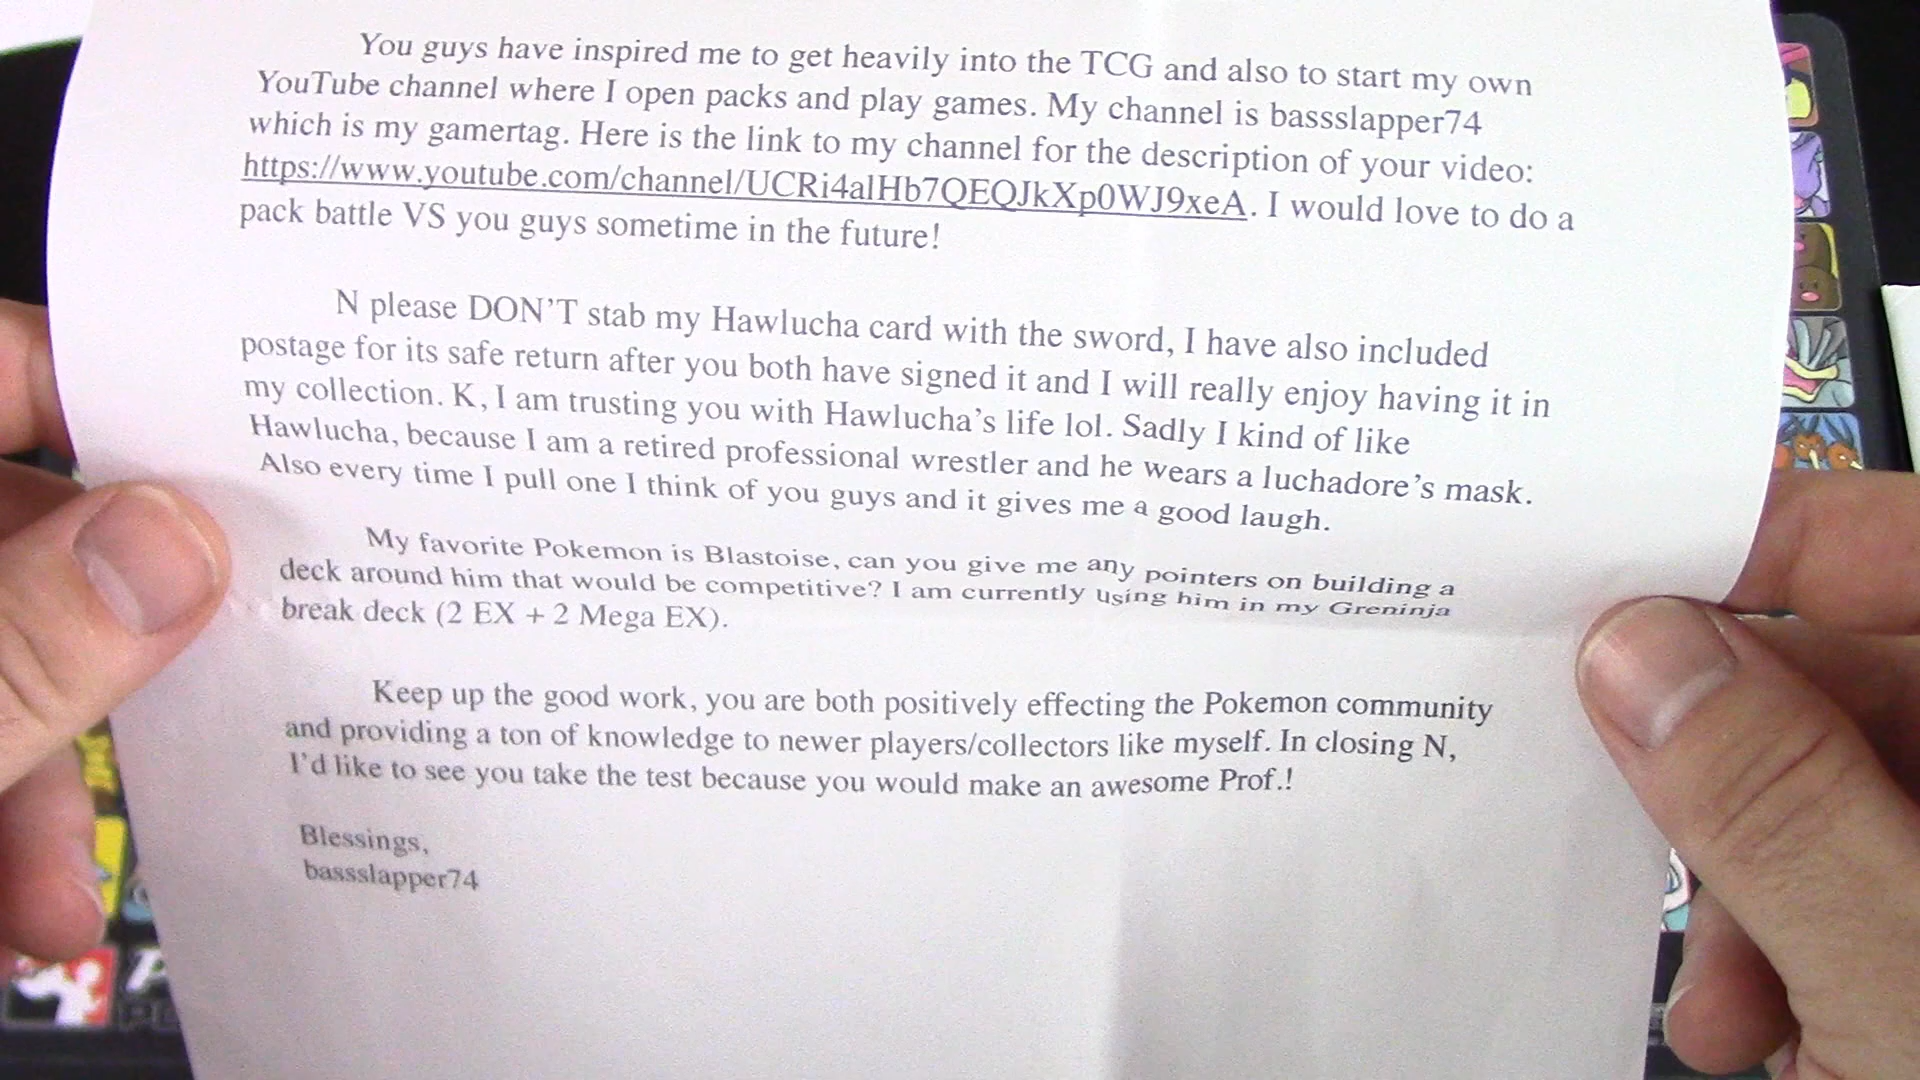 You guys have inspired me to get heavily into the TCG and also to start my own
YouTube channel where I open packs and play games. My channel is bassslapper74
which is my gamertag. Here is the link to my channel for the description of your video:
https://www.youtube.com/channel/UCRi4alHb7QEQJkXp0WJ9xeA. I would love to do a
pack battle VS you guys sometime in the future!
N please DON'T stab my Hawlucha card with the sword, I have also included
postage for its safe return after you both have signed it and I will really enjoy having it in
my collection. K, I am trusting you with Hawlucha's life lol. Sadly I kind of like
Hawlucha, because I am a retired professional wrestler and he wears a luchadore's mask.
Also every time I pull one I think of you guys and it gives me a good laugh.
My favorite Pokemon is Blastoise, can you give me any pointers on building a
deck around him that would be competitive? I am currently using him in my Greninja
break deck (2 EX + 2 Mega EX).
Keep up the good work, you are both positively effecting the Pokemon community
and providing a ton of knowledge to newer players/collectors like myself. In closing N,
I'd like to see you take the test because you would make an awesome Prof.!
Blessings,
bassslapper74